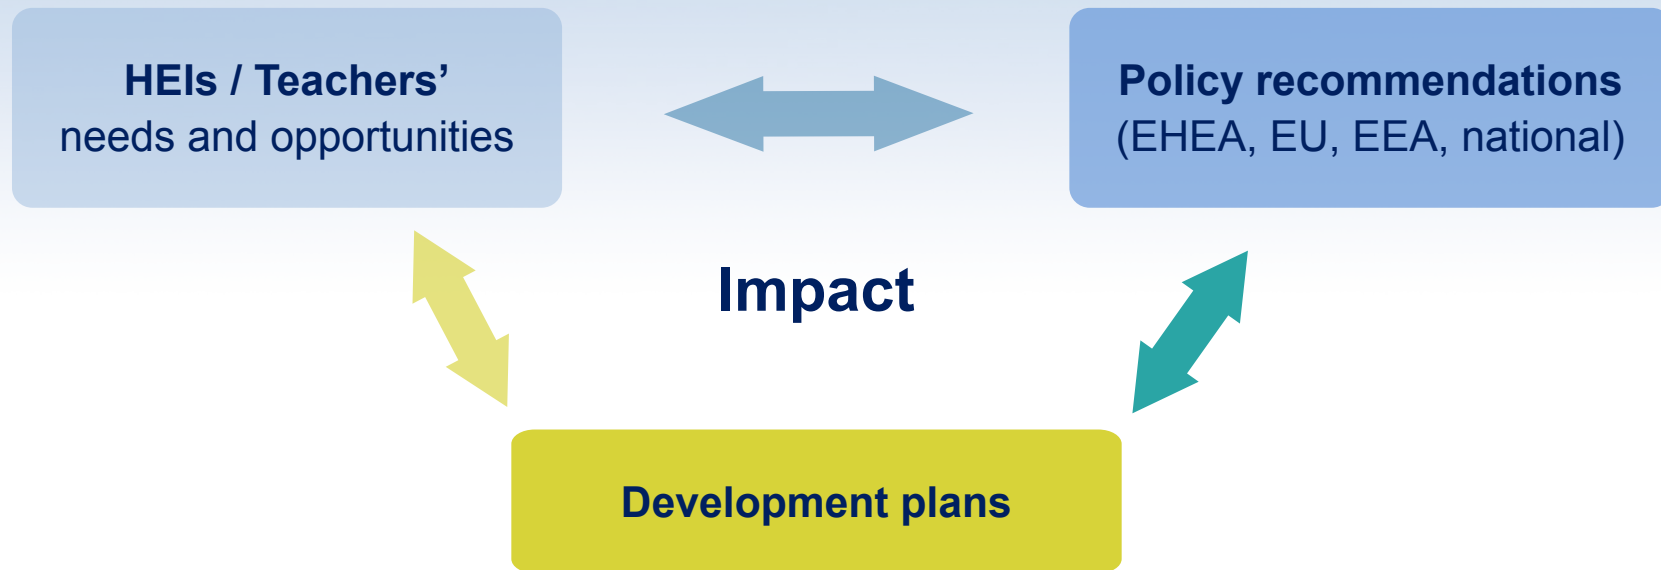 HEIs / Teachers’
needs and opportunities
Policy recommendations
(EHEA, EU, EEA, national)
Impact
Development plans